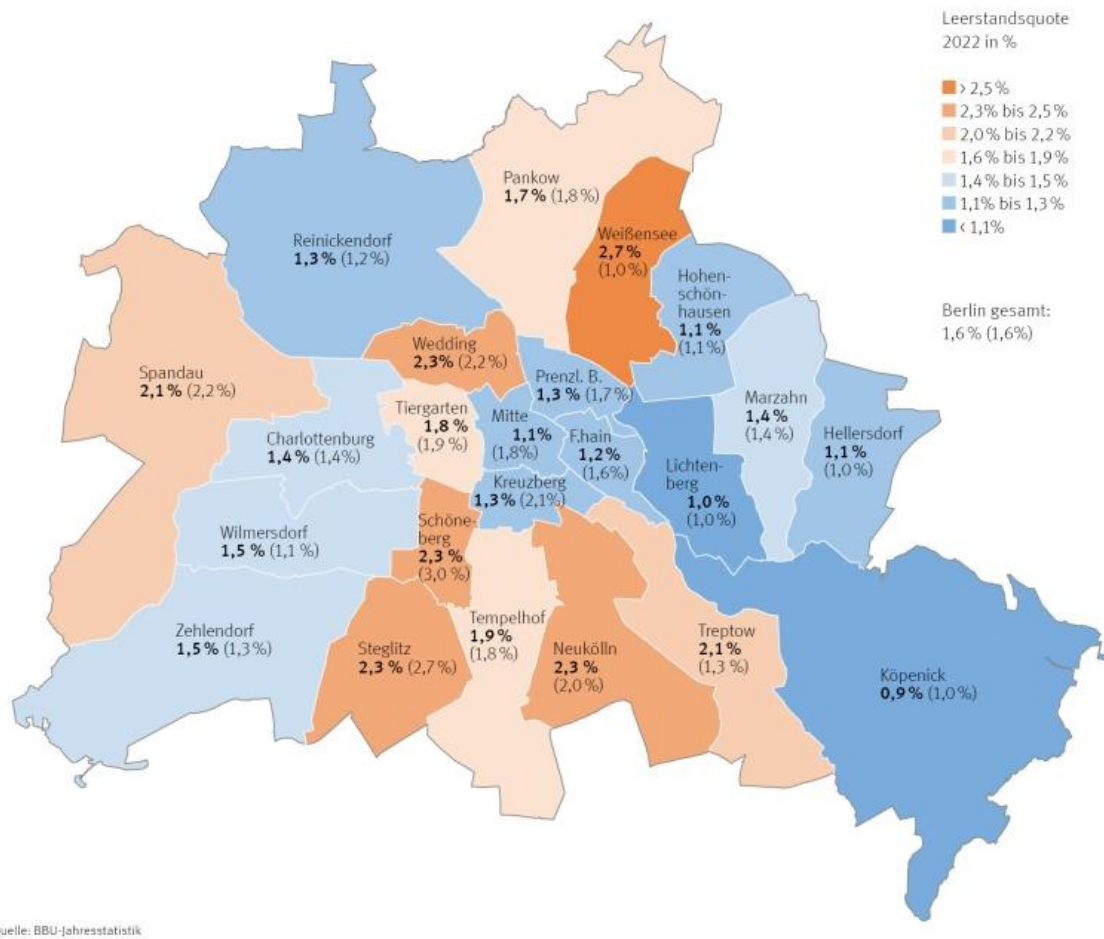 Leerstandsquote
2022 in %
> 2,5%
2,3% bis 2,5%
2,0% bis 2,2%
1,6% bis 1,9%
1,4% bis 1,5%
1,1% bis 1,3%
< 1,1%
Berlin gesamt:
1,6% (1,6%)
Pankow
1,7% (1,8%)
Weißensee
2,7%
(1,0%)
Reinickendorf
1,3% (1,2%)
Hohen-
schön-
hausen
1,1%
(1,1%)
Wedding
2,3% (2,2%)
Spandau
2,1% (2,2%)
Prenzl. B.
1,3% (1,7%)
Tiergarten
1,8%
(1,9%)
Mitte
1,1%
(1,8%)
F.hain
1,2%
(1,6%)
Marzahn
1,4%
(1,4%)
Hellersdorf
1,1%
(1,0%)
Charlottenburg
1,4% (1,4%)
Lichten-
berg
1,0%
(1,0%)
Kreuzberg
1,3% (2,1%)
Wilmersdorf
1,5% (1,1%)
Schöne-
berg
2,3%
(3,0%)
Zehlendorf
1,5% (1,3%)
Steglitz
2,3% (2,7%)
Tempelhof
1,9%
(1,8%)
Neukölln
2,3%
(2,0%)
Treptow
2,1%
(1,3%)
Köpenick
0,9% (1,0%)
uelle: BBU-Jahresstatistik